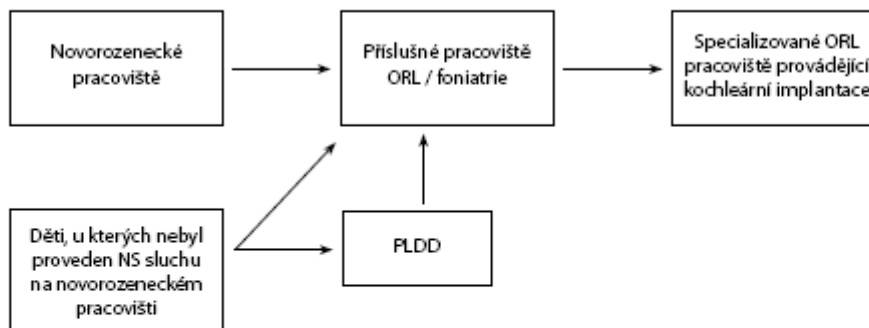 Novorozenecké
pracoviště
Příslušné pracoviště
ORL / foniatrie
Specializované ORL
pracoviště provádějící
kochleární implantace
Děti, u kterých nebyl
proveden NS sluchu
na novorozeneckém
pracovišti
PLDD